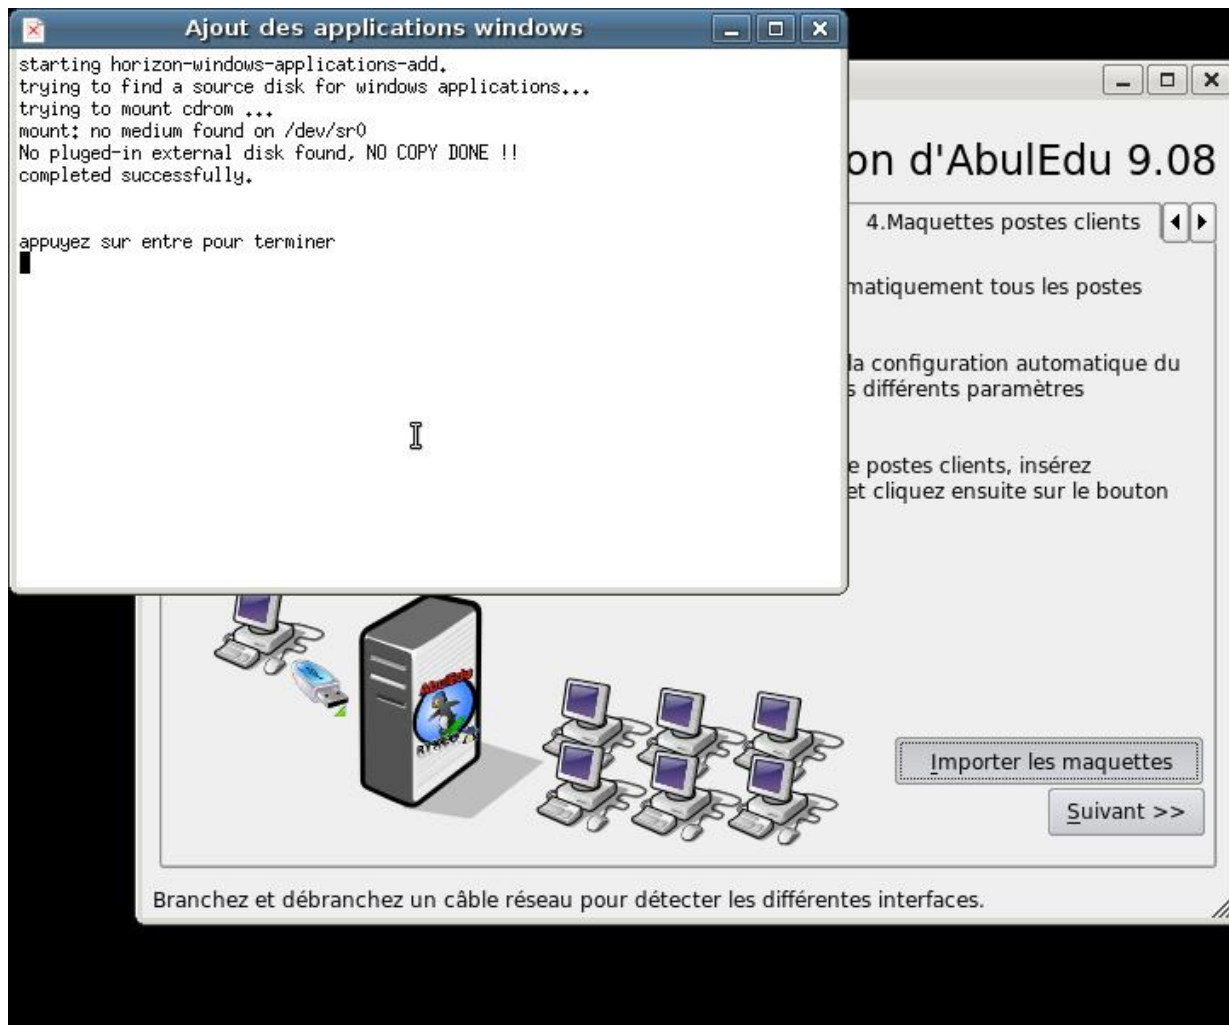 Ajout des applications windows
starting horizon-windows-applications-add.
trying to find a source disk for windows applications...
trying to mount cdrom ...
mount: no medium found on /dev/sr0
No pluged-in external disk found, NO COPY DONE !!
completed successfully.
appuyez sur entre pour terminer
on d'AbulEdu 9.08
4.Maquettes postes clients
matiquement tous les postes
la configuration automatique du
s différents paramètres
e postes clients, insérez
et cliquez ensuite sur le bouton
AbulEdu
Importer les maquettes
Suivant >>
Branchez et débranchez un câble réseau pour détecter les différentes interfaces.